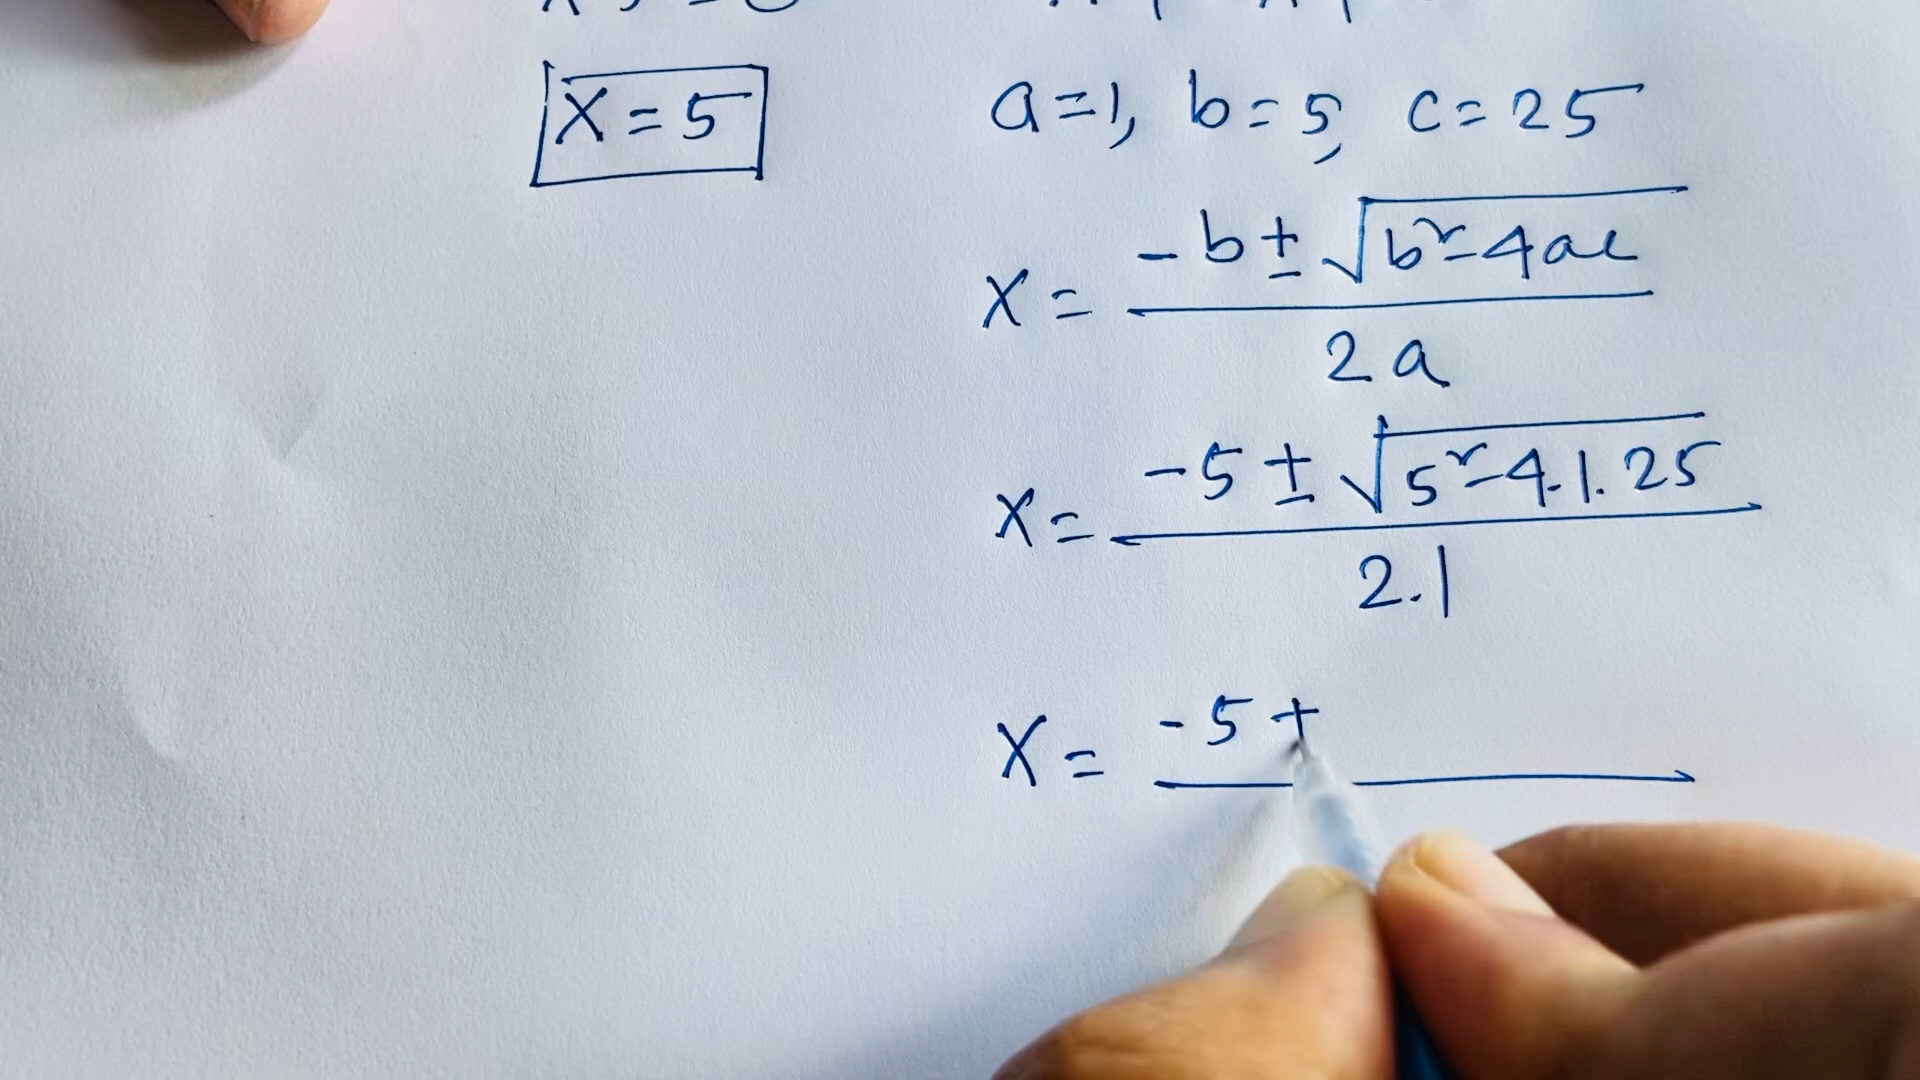 x = 5
a = 1, b = 5, c = 25
x = -b ± √b² - 4ac
2a
x = -5 ± √5² - 4.1.25
2.1
x = -5 +